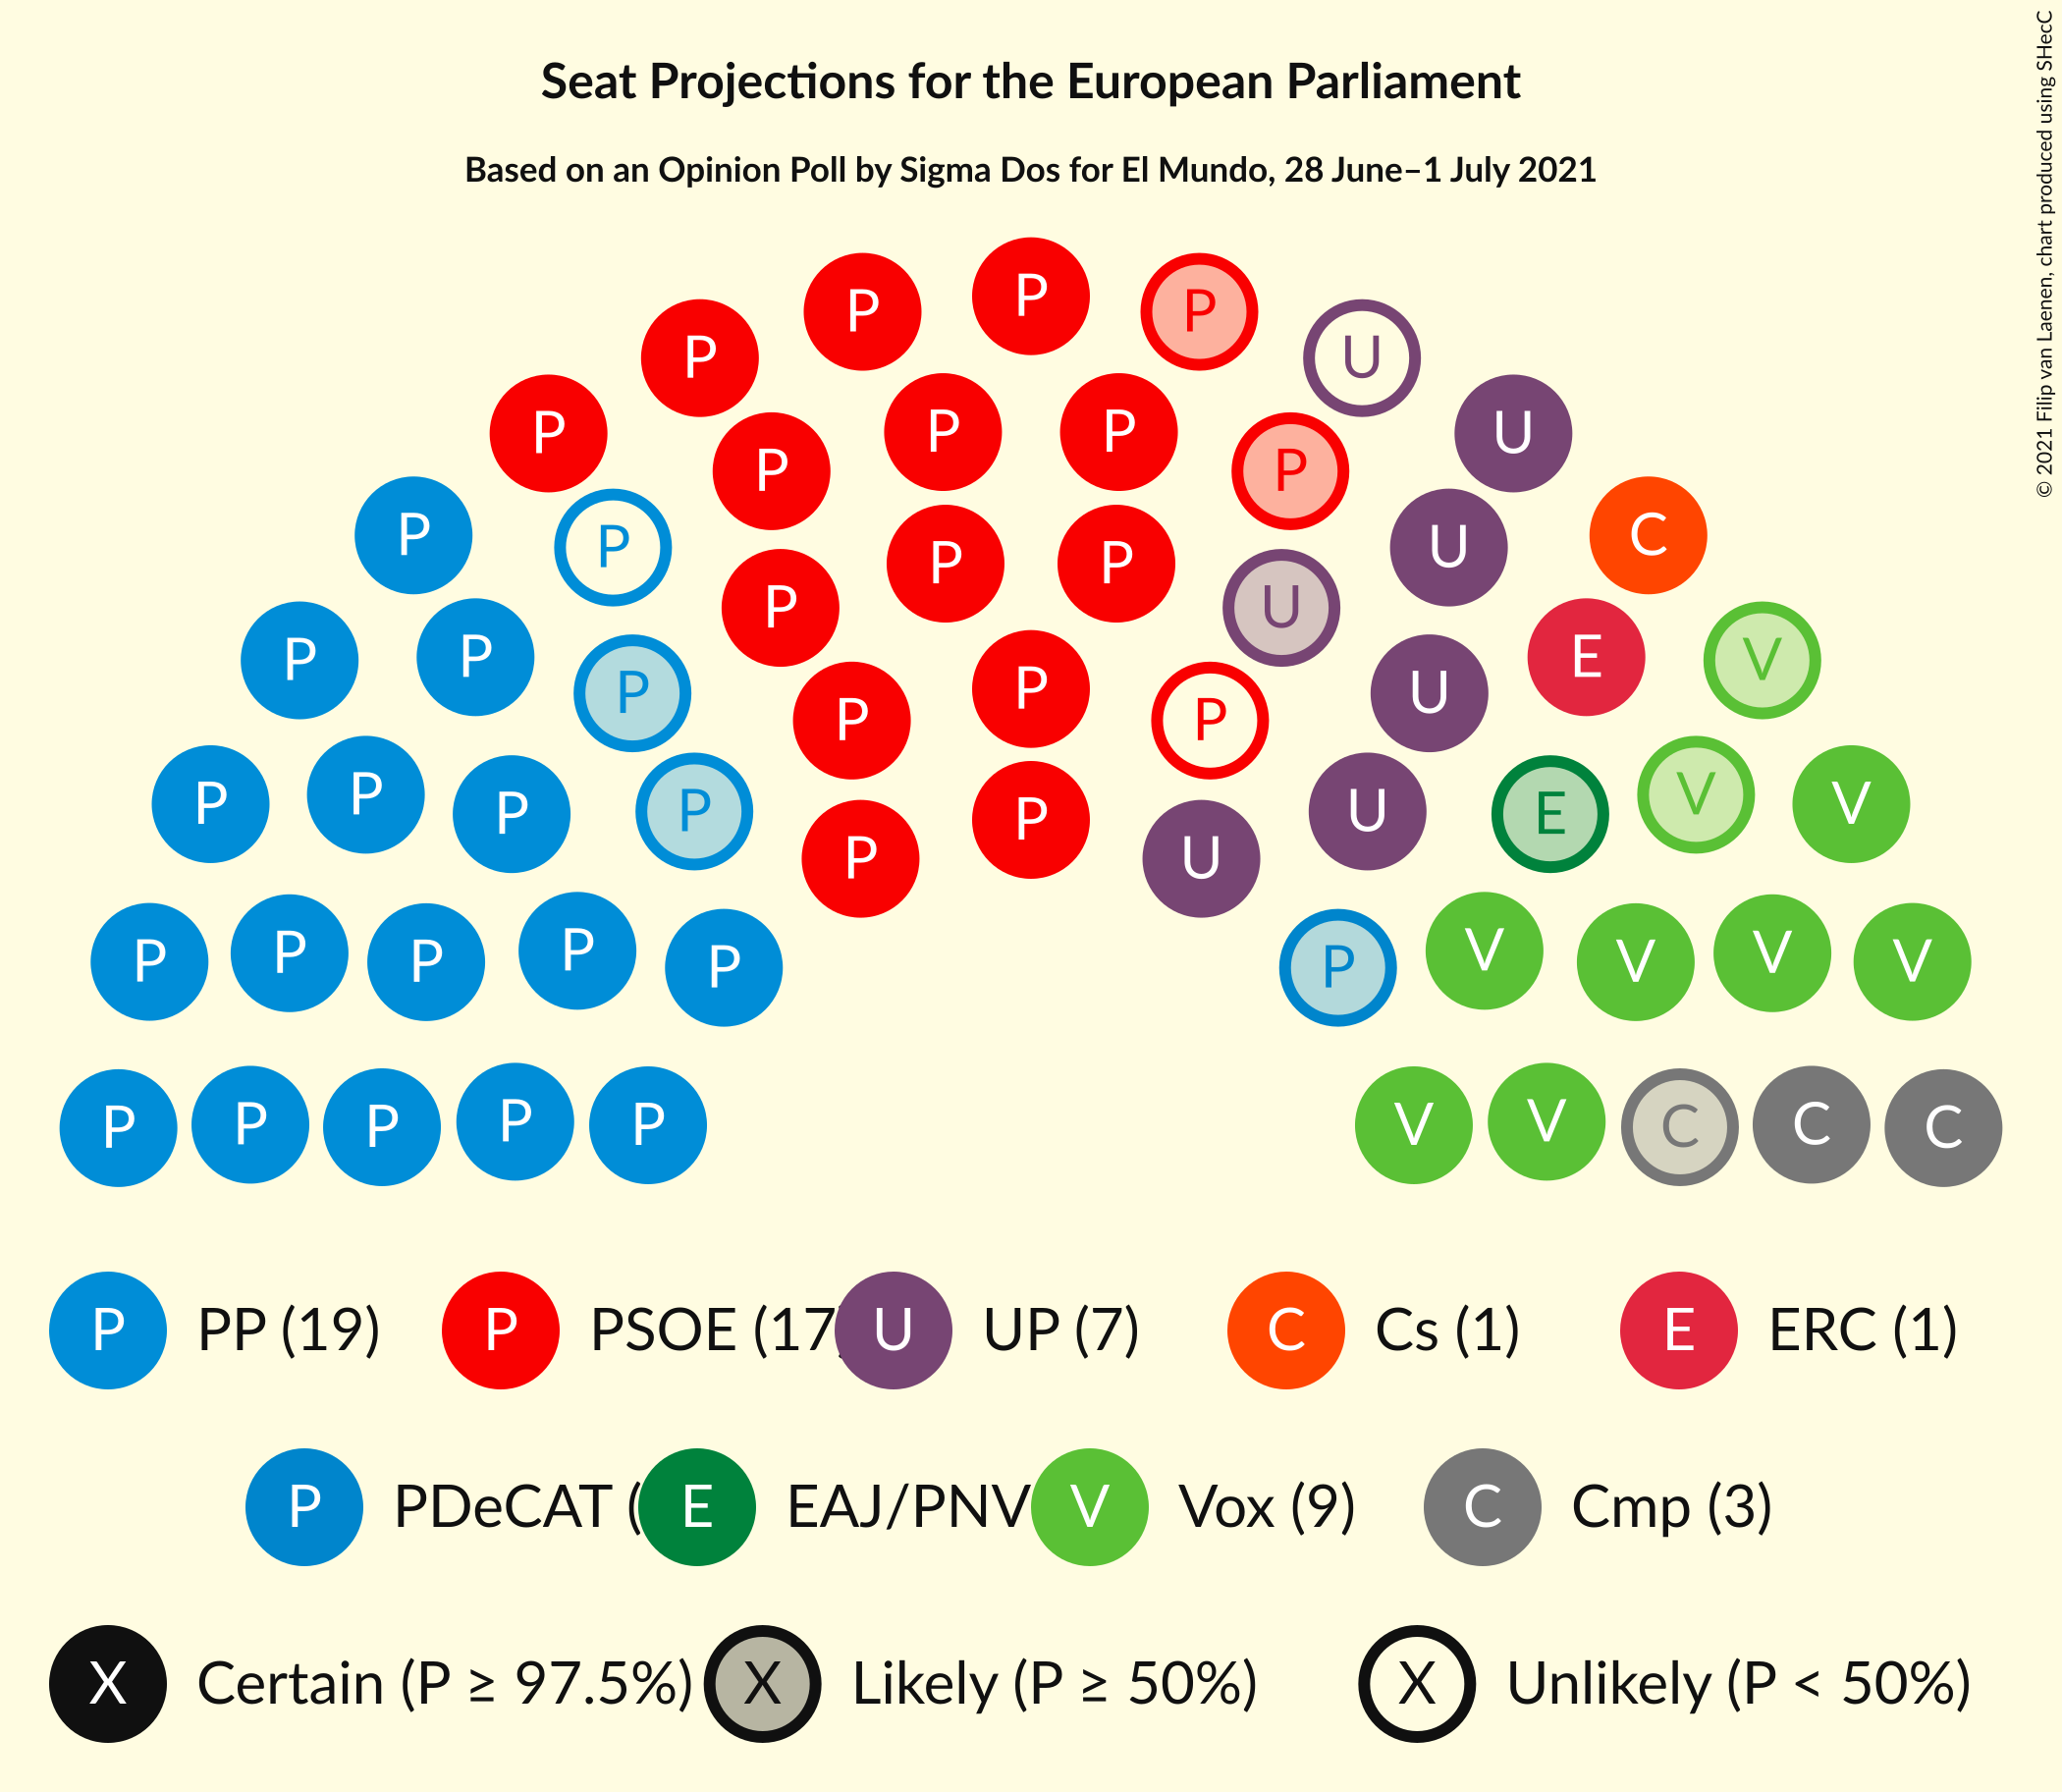 Seat Projections for the European Parliament
Based on an Opinion Poll by Sigma Dos for El Mundo, 28 June–1 July 2021
© 2021 Filip van Laenen, chart produced using SHecC
P P P P U
P P U
P P P P C
P P U
P P P
P P U
P P E V
P P U
P P P
P P P P V V
P P U
P E
P P U
P P P P P P V V V V
P P P P P V V C C C
P PP (19) P PSOE (17 U UP (7) C Cs (1) E ERC (1)
P PDeCAT ( E EAJ/PNV V Vox (9) C Cmp (3)
X Certain (P ≥ 97.5%) X Likely (P ≥ 50%) X Unlikely (P < 50%)